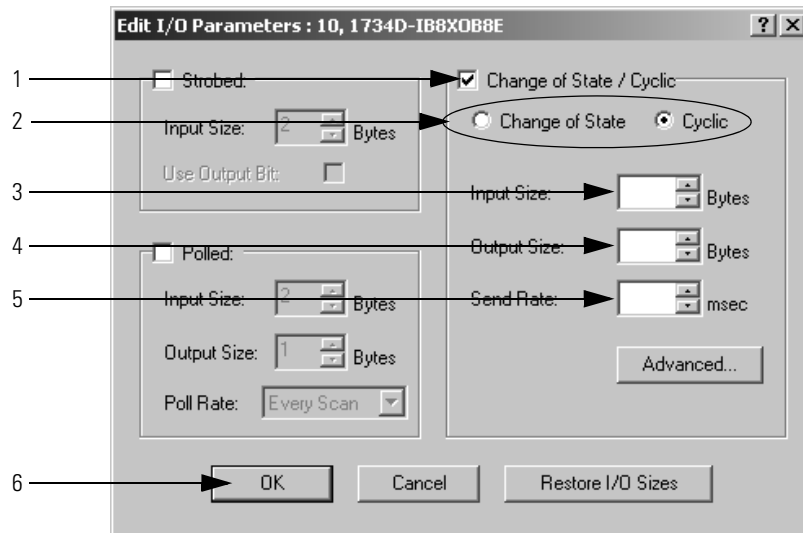 Edit I/O Parameters : 10, 1734D-IB8XOB8E
1
Strobed:
Change of State / Cyclic
2
Input Size: 2 Bytes
Change of State
Cyclic
Use Output Bit:
3
Input Size: Bytes
4
Output Size: Bytes
Polled:
5
Input Size: 2 Bytes
Send Rate: msec
Output Size: 1 Bytes
Advanced...
Poll Rate: Every Scan
6
OK
Cancel
Restore I/O Sizes